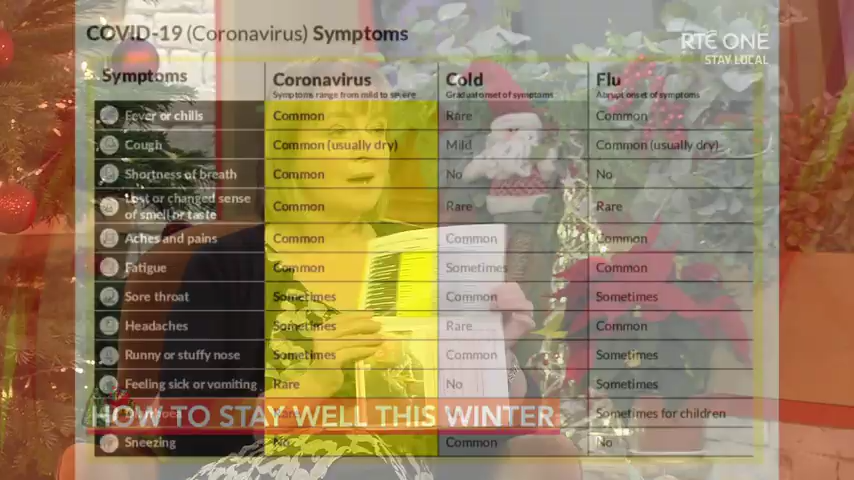 COVID-19 (Coronavirus) Symptoms
RTÉ ONE
STAY LOCAL
Symptoms Coronavirus Cold Flu
Symptoms range from mild to severe Gradual onset of symptoms Abrupt onset of symptoms
Fever or chills Common Rare Common
Cough Common (usually dry) Mild Common (usually dry)
Shortness of breath Common No No
Lost or changed sense
of smell or taste Common Rare Rare
Aches and pains Common Common Common
Fatigue Common Sometimes Common
Sore throat Sometimes Common Sometimes
Headaches Sometimes Rare Common
Runny or stuffy nose Sometimes Common Sometimes
Feeling sick or vomiting Rare No Sometimes
Sometimes for children
HOW TO STAY WELL THIS WINTER
Sneezing No Common No